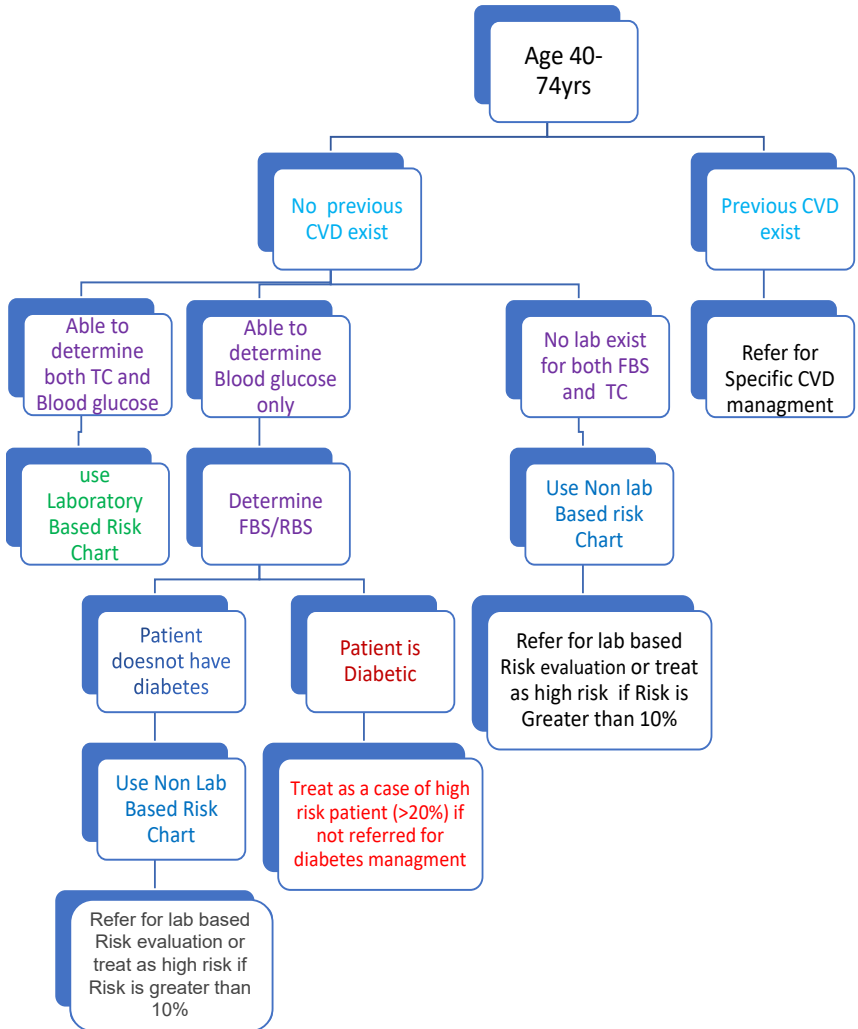 Age 40-
74yrs
No previous
CVD exist
Previous CVD
exist
Able to
determine
both TC and
Blood glucose
Able to
determine
Blood glucose
only
No lab exist
for both FBS
and TC
Refer for
Specific CVD
managment
use
Laboratory
Based Risk
Chart
Determine
FBS/RBS
Use Non lab
Based risk
Chart
Patient
doesnot have
diabetes
Patient is
Diabetic
Refer for lab based
Risk evaluation or treat
as high risk if Risk is
Greater than 10%
Use Non Lab
Based Risk
Chart
Treat as a case of high
risk patient (>20%) if
not referred for
diabetes managment
Refer for lab based
Risk evaluation or
treat as high risk if
Risk is greater than
10%